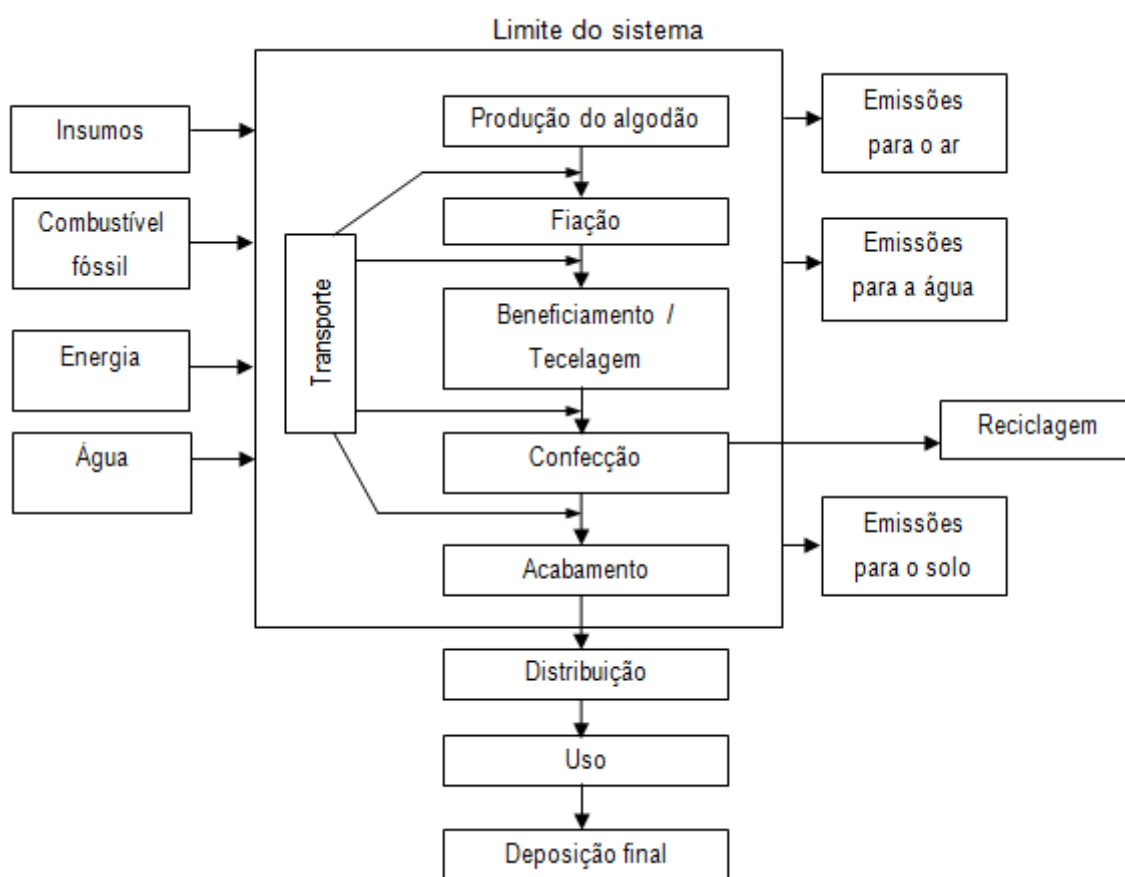 Limite do sistema
Insumos
Combustível
fóssil
Energia
Água
Transporte
Produção do algodão
Fiação
Beneficiamento /
Tecelagem
Confecção
Acabamento
Distribuição
Uso
Deposição final
Emissões
para o ar
Emissões
para a água
Reciclagem
Emissões
para o solo